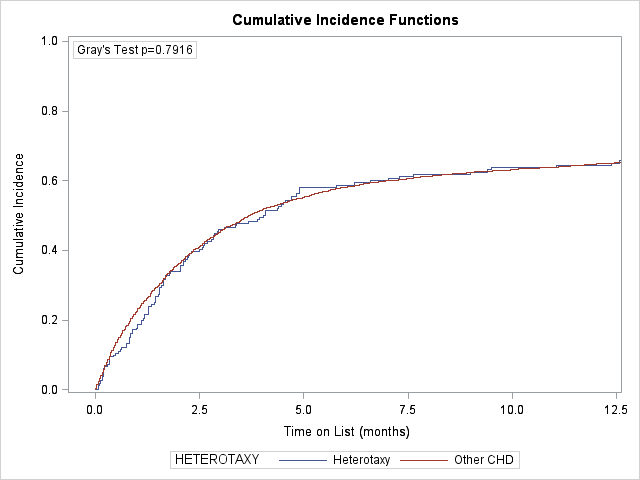 Cumulative Incidence Functions
Gray's Test p=0.7916
1.0
0.8
0.6
0.4
0.2
0.0
Cumulative Incidence
0.0 2.5 5.0 7.5 10.0 12.5
Time on List (months)
HETEROTAXY Heterotaxy Other CHD